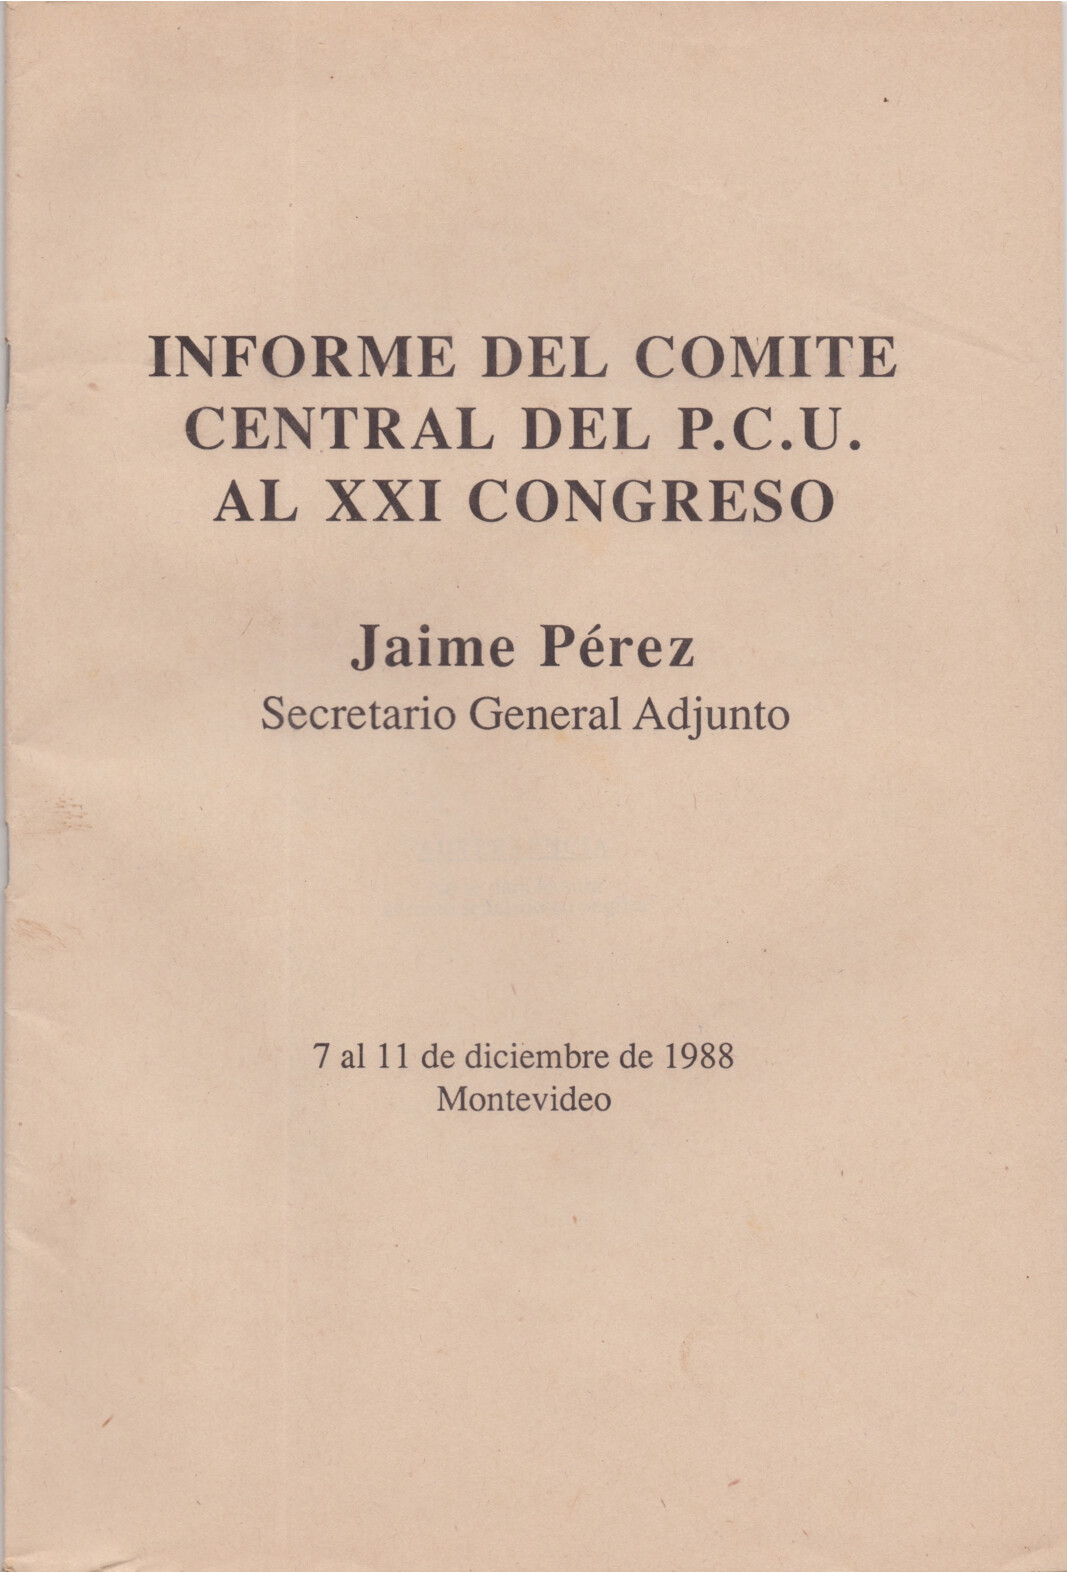 INFORME DEL COMITE
CENTRAL DEL P.C.U.
AL XXI CONGRESO
Jaime Pérez
Secretario General Adjunto
7 al 11 de diciembre de 1988
Montevideo